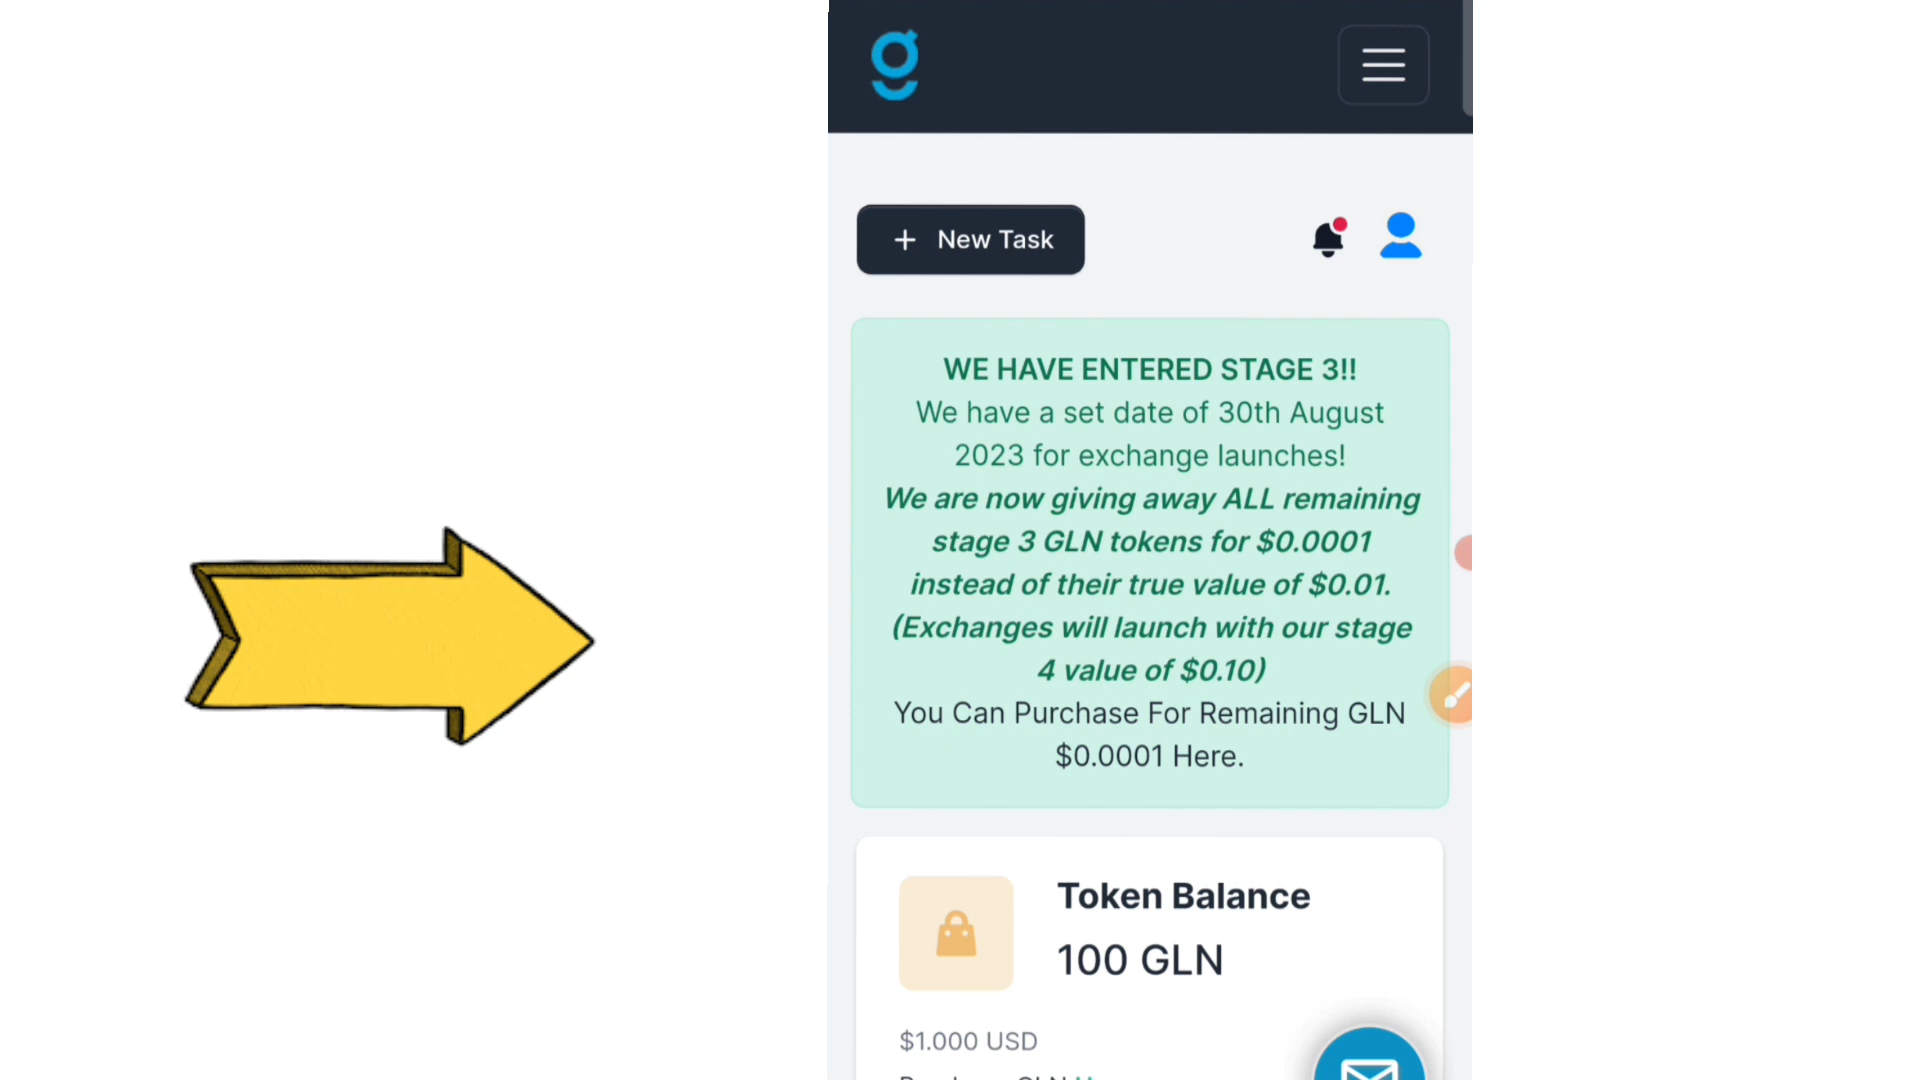 New Task
WE HAVE ENTERED STAGE 3!!
We have a set date of 30th August
2023 for exchange launches!
We are now giving away ALL remaining
stage 3 GLN tokens for $0.0001
instead of their true value of $0.01.
(Exchanges will launch with our stage
4 value of $0.10)
You Can Purchase For Remaining GLN
$0.0001 Here.
Token Balance
100 GLN
$1.000 USD